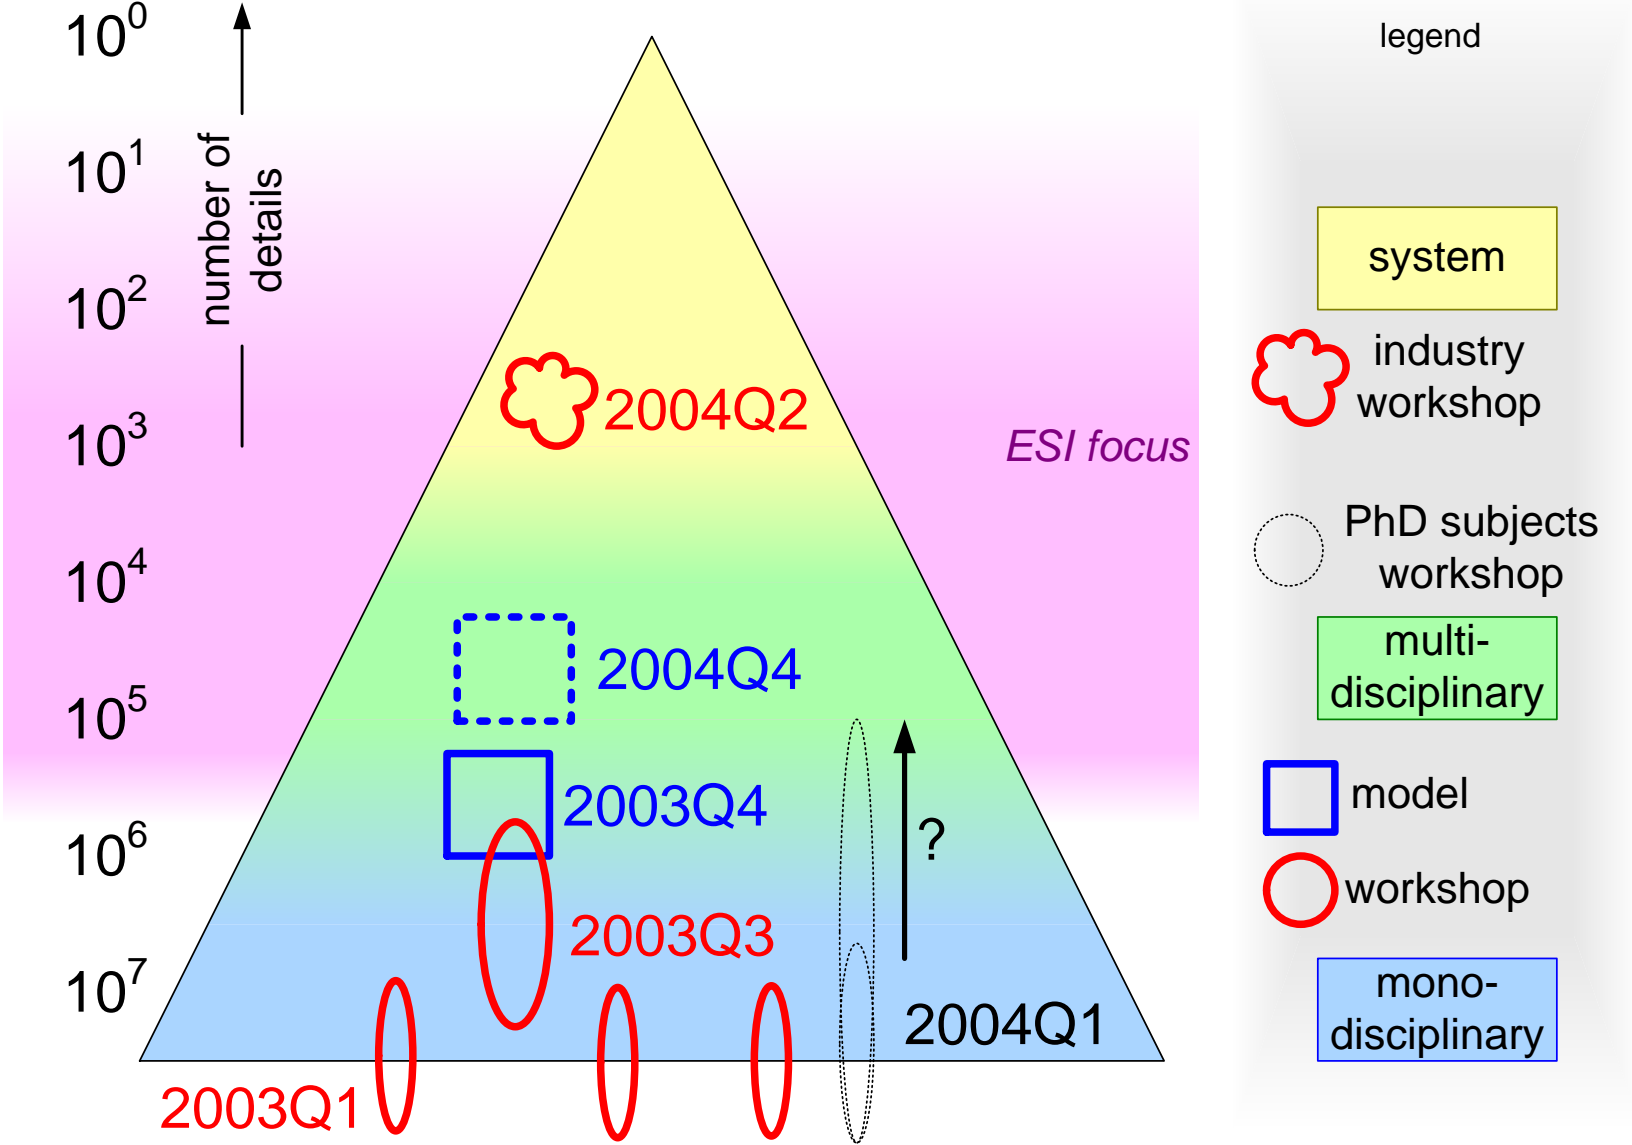 10^0
10^1
10^2
10^3
10^4
10^5
10^6
10^7
number of
details
2004Q2
ESI focus
2004Q4
2003Q4
?
2003Q3
2004Q1
2003Q1
legend
system
industry
workshop
PhD subjects
workshop
multi-
disciplinary
model
workshop
mono-
disciplinary